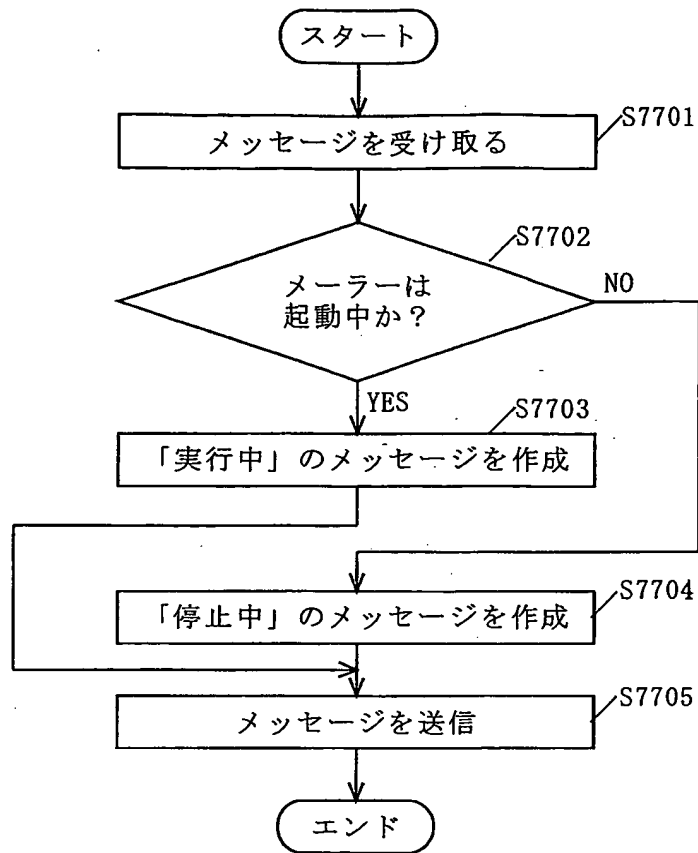 スタート
S7701
メッセージを受け取る
S7702
メーラーは
起動中か？
NO
YES
S7703
「実行中」のメッセージを作成
S7704
「停止中」のメッセージを作成
S7705
メッセージを送信
エンド